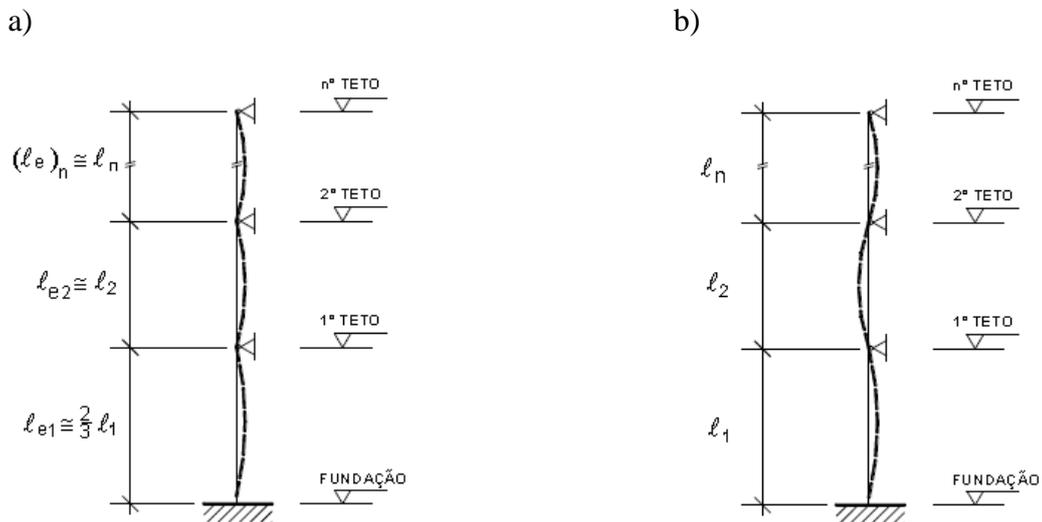 a)
nº TETO
(ℓe)n ≅ ℓn
2º TETO
ℓe2 ≅ ℓ2
1º TETO
ℓe1 ≅ 2/3 ℓ1
FUNDAÇÃO
b)
nº TETO
ℓn
2º TETO
ℓ2
1º TETO
ℓ1
FUNDAÇÃO